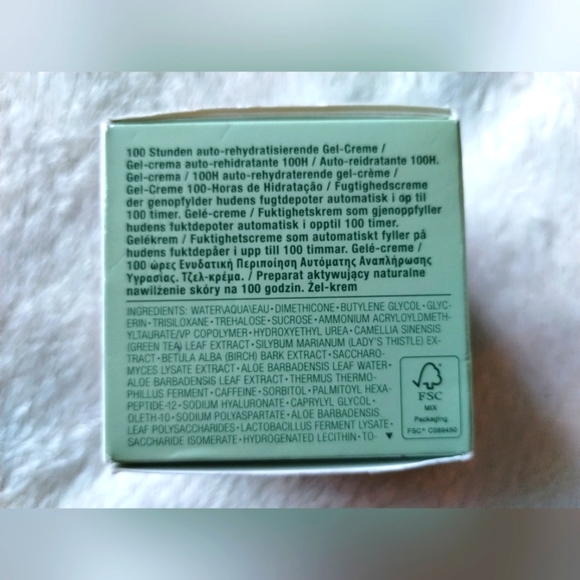 100 Stunden auto-rehydratisierende Gel-Creme /
Gel-crema auto-rehidratante 100H / Auto-reidratante 100H.
Gel-crema / 100H auto-rehydraterende gel-crème /
Gel-Creme 100-Horas de Hidratação / Fugtighedscreme
der genopfylder hudens fugtdepoter automatisk i op til
100 timer. Gelé-creme / Fuktighetskrem som gjenoppfyller
hudens fuktdepoter automatisk i opptil 100 timer.
Gelékrem / Fuktighetscreme som automatiskt fyller på
hudens fuktdepåer i upp till 100 timmar. Gelé-creme /
100 ώρες Ενυδατική Περιποίηση Αυτόματης Αναπλήρωσης
Υγρασίας. Τζελ-κρέμα. / Preparat aktywujący naturalne
nawilżenie skóry na 100 godzin. Żel-krem
INGREDIENTS: WATER\AQUA\EAU • DIMETHICONE • BUTYLENE GLYCOL • GLYC-
ERIN • TRISILOXANE • TREHALOSE • SUCROSE • AMMONIUM ACRYLOYLDMETH-
YLTAURATE/VP COPOLYMER • HYDROXYETHYL UREA • CAMELLIA SINENSIS
(GREEN TEA) LEAF EXTRACT • SILYBUM MARIANUM (LADY'S THISTLE) EX-
TRACT • BETULA ALBA (BIRCH) BARK EXTRACT • SACCHARO-
MYCES LYSATE EXTRACT • ALOE BARBADENSIS LEAF WATER •
ALOE BARBADENSIS LEAF EXTRACT • THERMUS THERMO-
PHILLUS FERMENT • CAFFEINE • SORBITOL • PALMITOYL HEXA-
PEPTIDE-12 • SODIUM HYALURONATE • CAPRYLYL GLYCOL •
OLETH-10 • SODIUM POLYASPARTATE • ALOE BARBADENSIS
LEAF POLYSACCHARIDES • LACTOBACILLUS FERMENT LYSATE •
SACCHARIDE ISOMERATE • HYDROGENATED LECITHIN • TO- ▼
FSC
MIX
Packaging
FSC® C089450